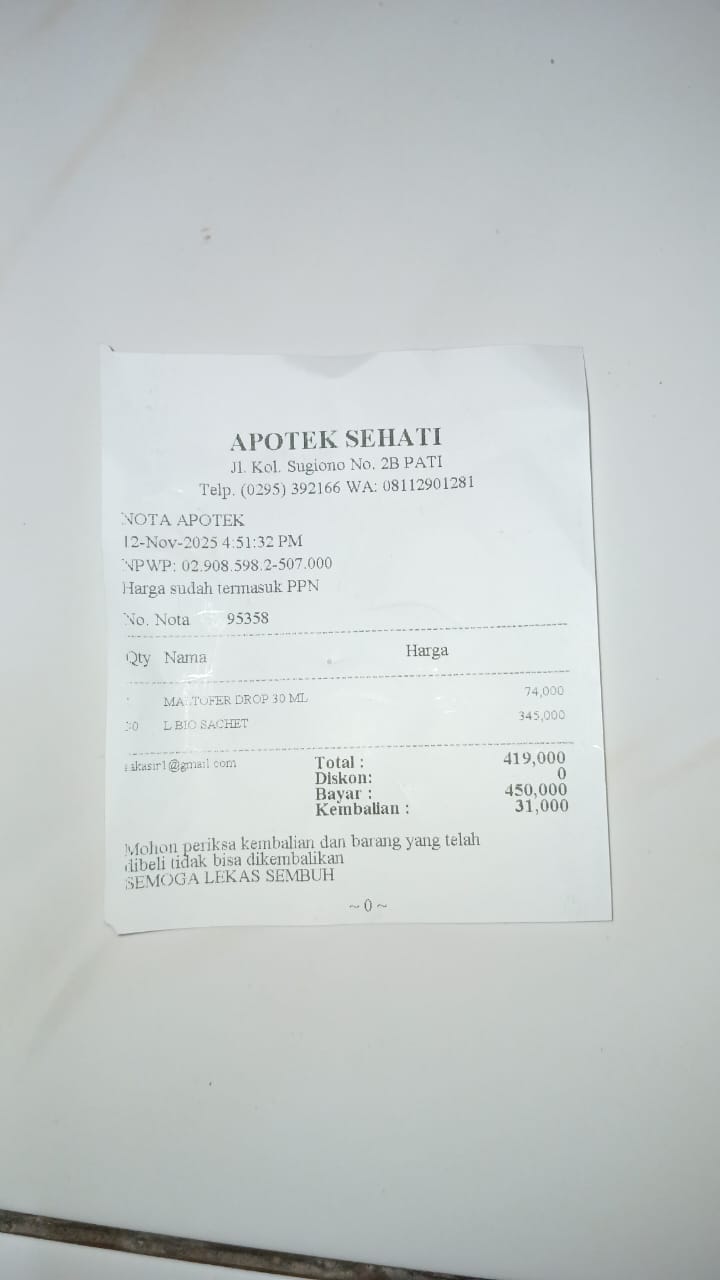 APOTEK SEHATI
Jl. Kol. Sugiono No. 2B PATI
Telp. (0295) 392166 WA: 08112901281
NOTA APOTEK
12-Nov-2025 4:51:32 PM
NPWP: 02.908.598.2-507.000
Harga sudah termasuk PPN
No. Nota 95358
Qty Nama Harga
DROP 30 ML 74,000
L BIO SACHET 345,000
Total : 419,000
Diskon: 0
Bayar : 450,000
Kembalian : 31,000
Mohon periksa kembalian dan barang yang telah
dibeli tidak bisa dikembalikan
SEMOGA LEKAS SEMBUH
~ 0 ~